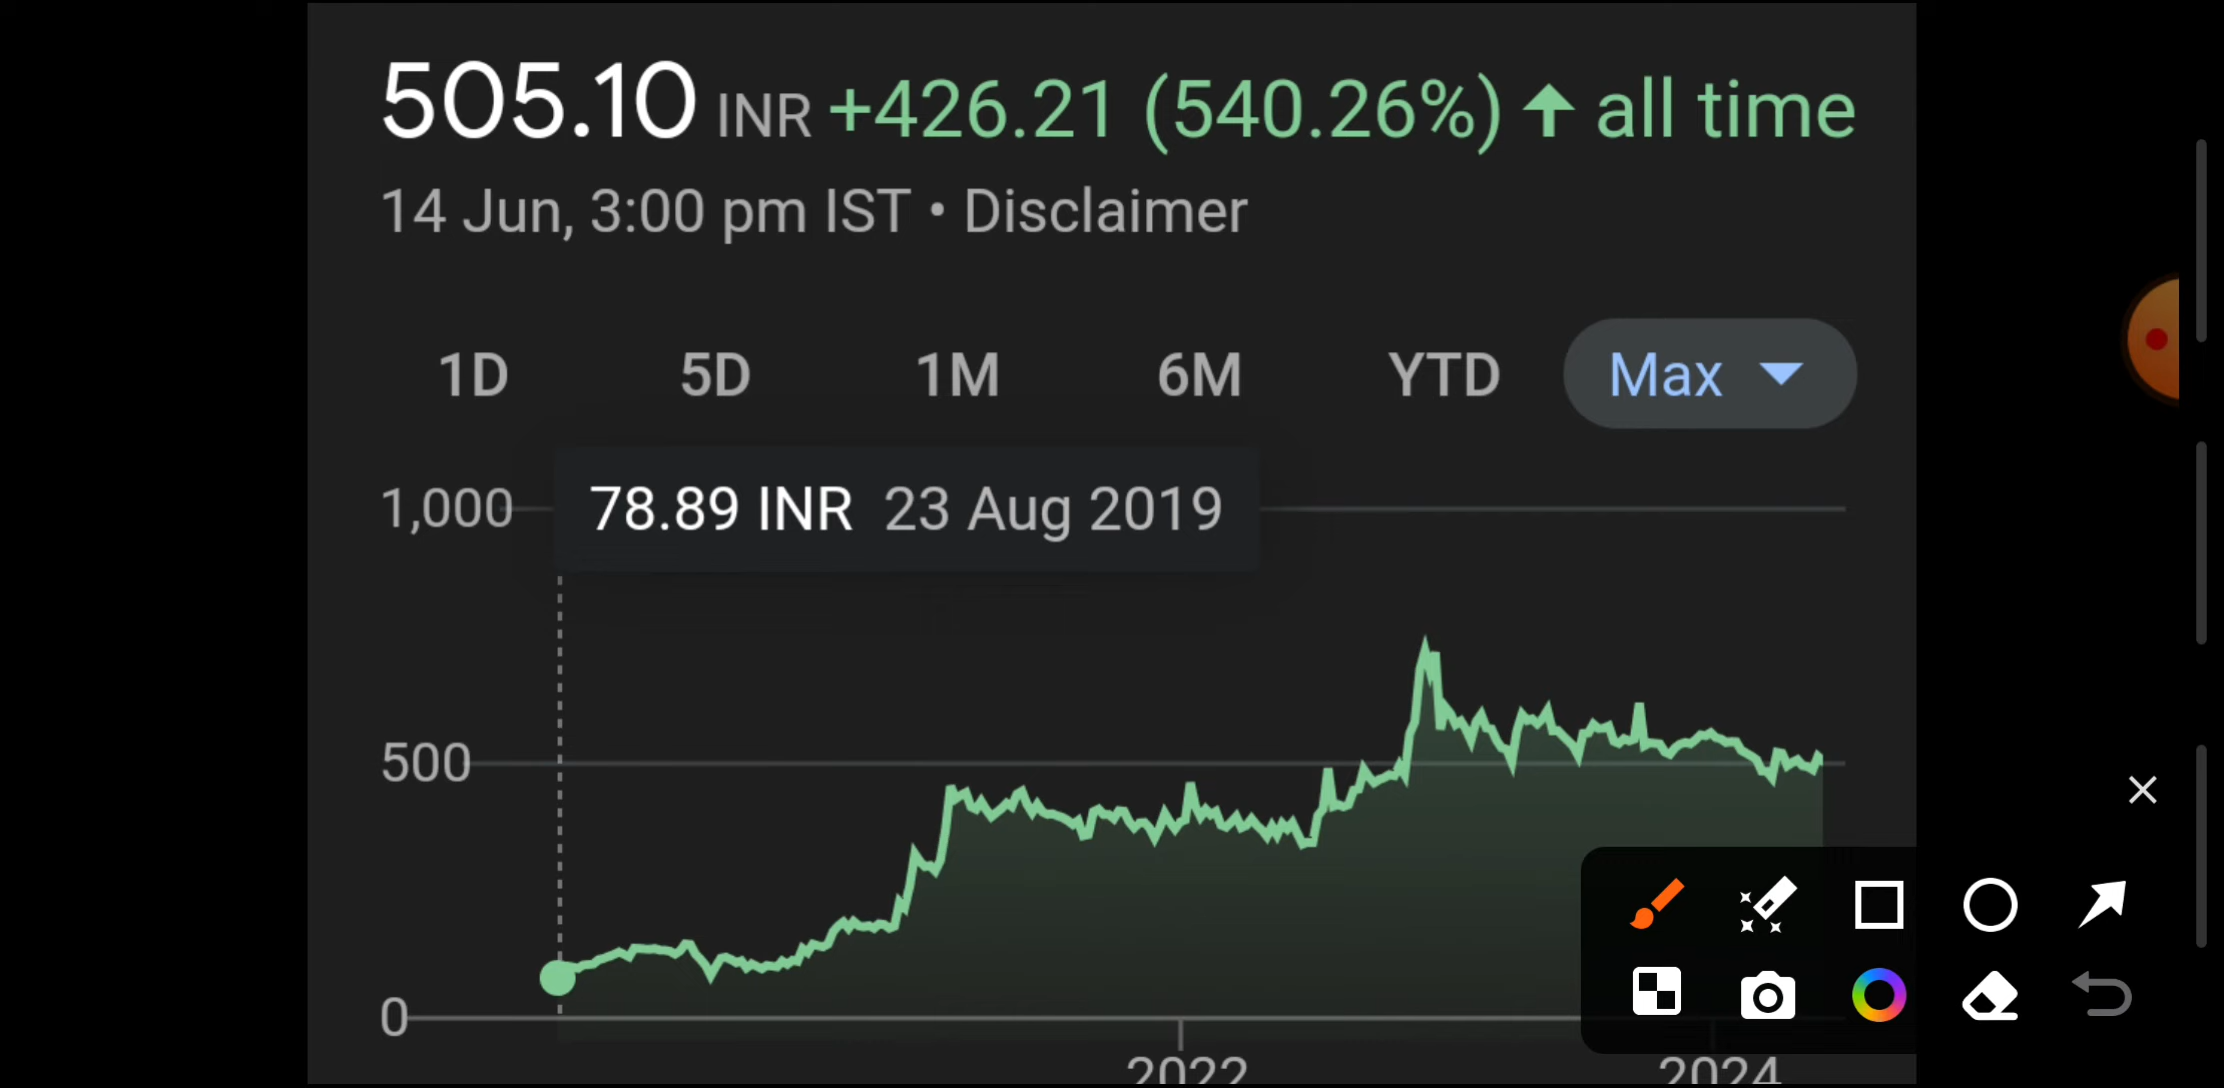 505.10 INR +426.21 (540.26%) ↑ all time
14 Jun, 3:00 pm IST • Disclaimer
1D 5D 1M 6M YTD Max
1,000 78.89 INR 23 Aug 2019
500
0
2022 2024